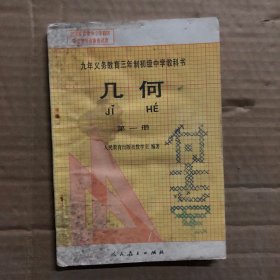 九年义务教育三年制初级中学教科书
几何
JǏ HÉ
第一册
人民教育出版社数学室 编著
人民教育出版社